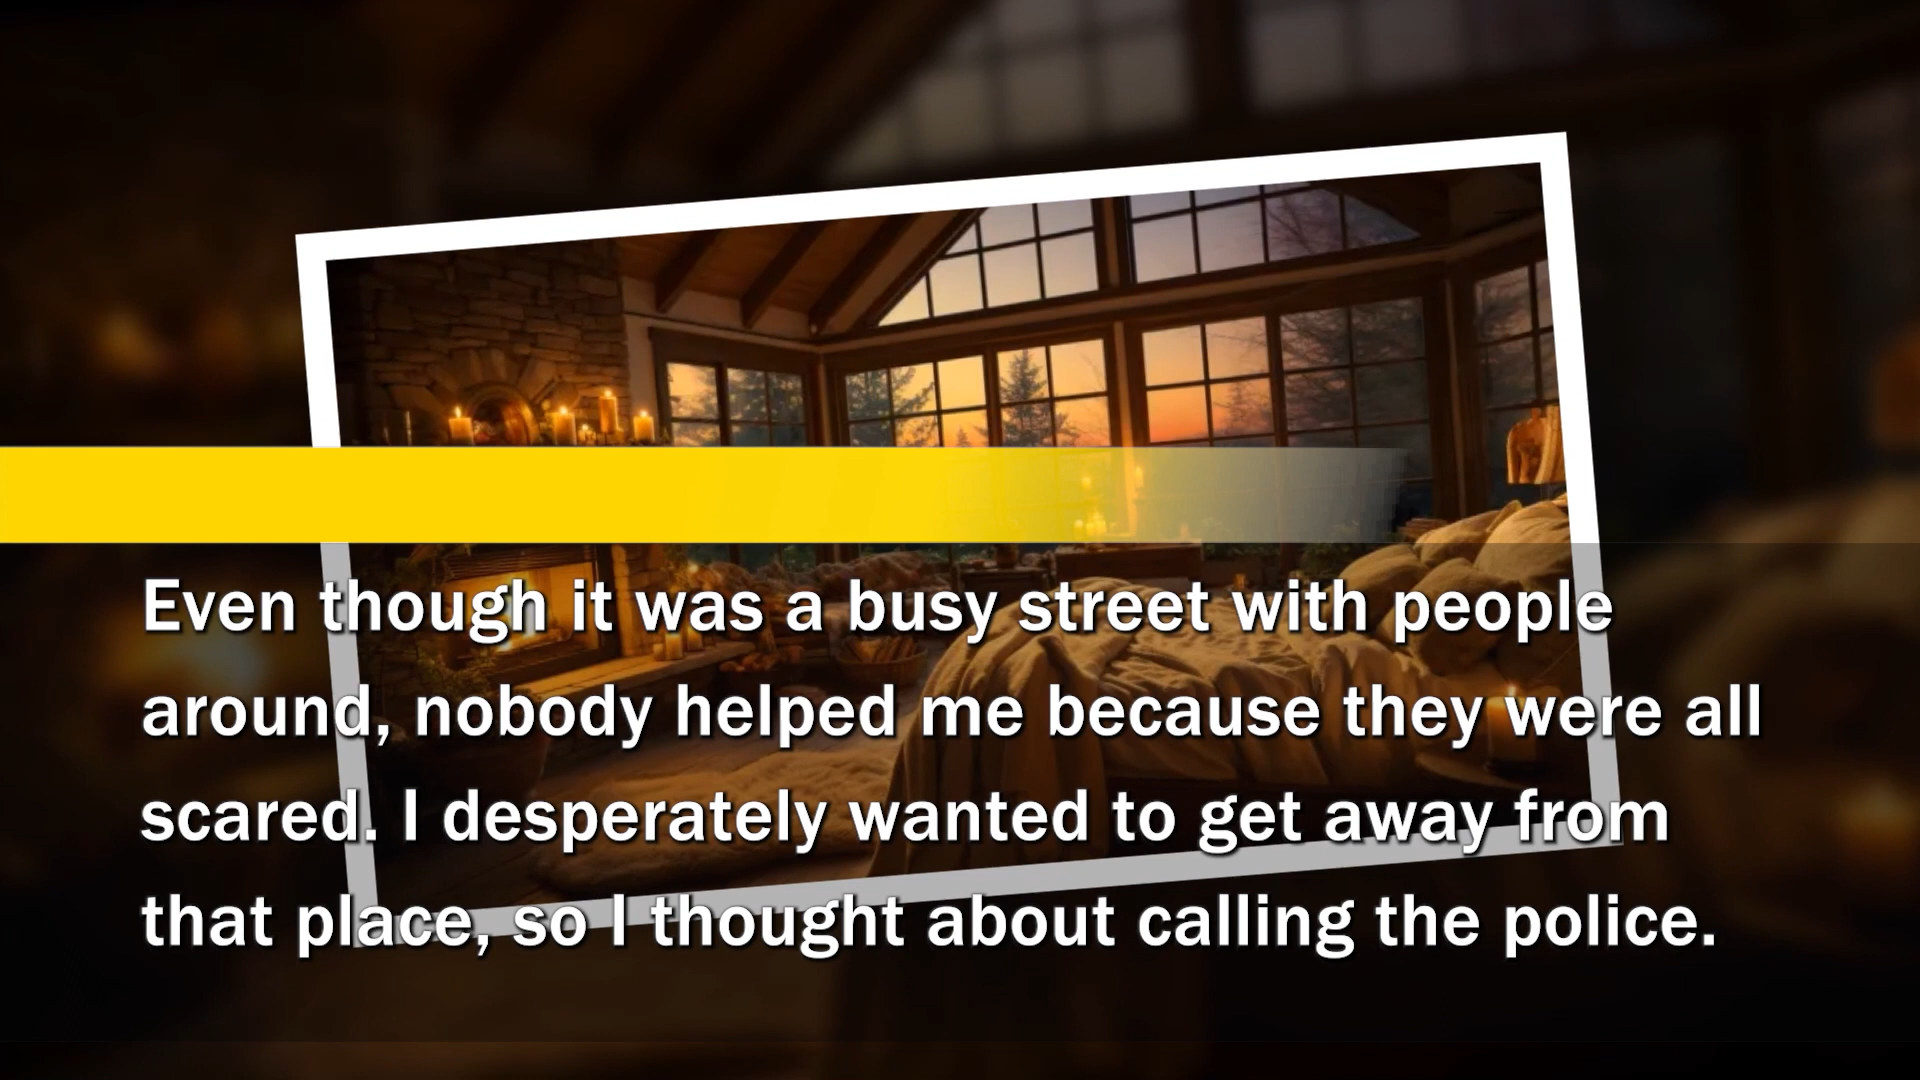 Even though it was a busy street with people
around, nobody helped me because they were all
scared. I desperately wanted to get away from
that place, so I thought about calling the police.